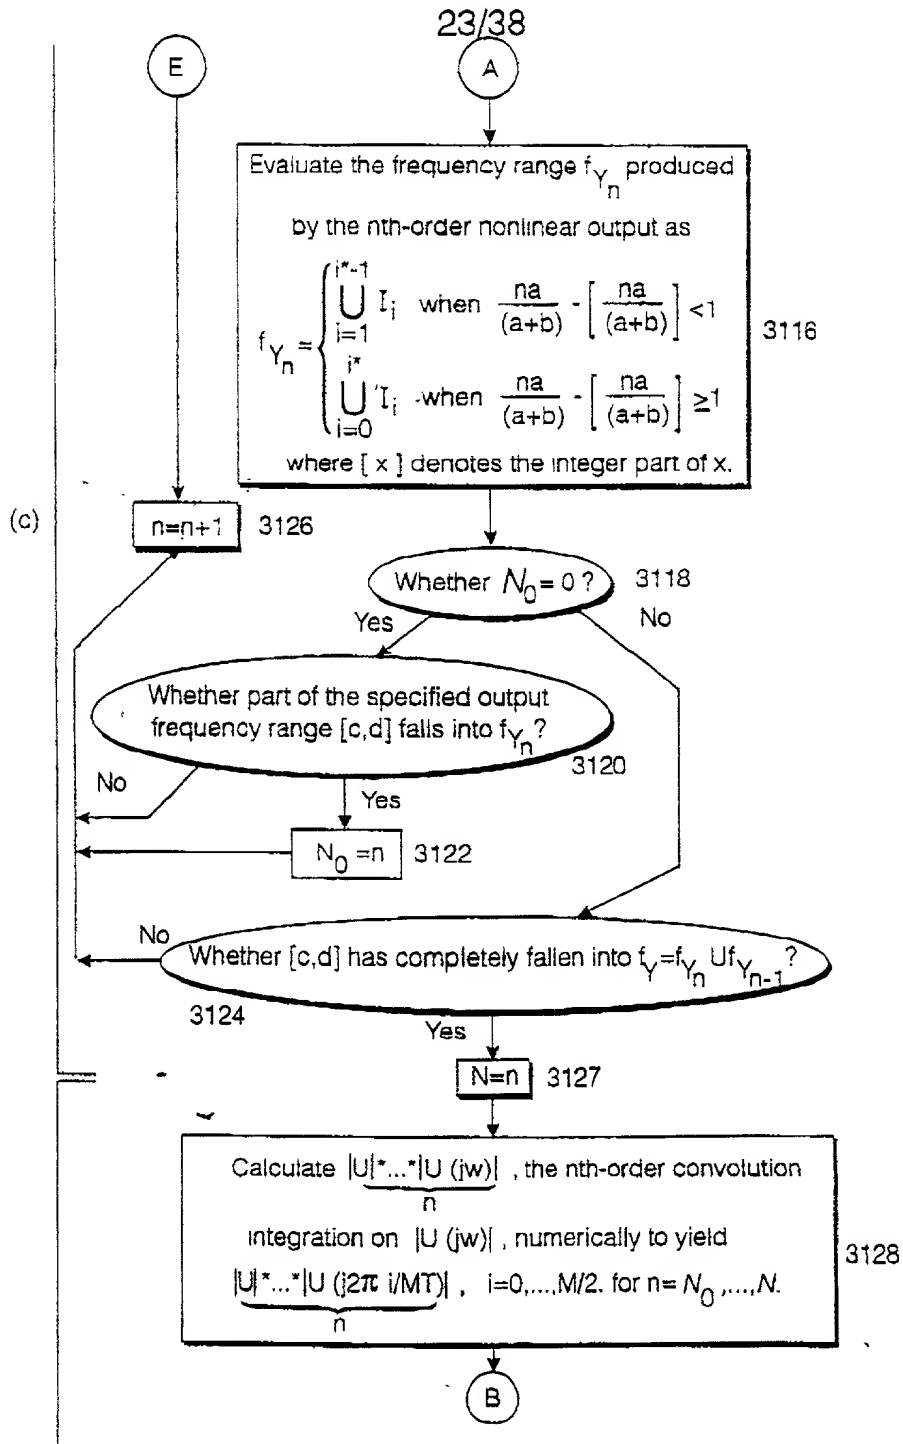 23/38
E
A
Evaluate the frequency range f_{Y_n} produced
by the nth-order nonlinear output as
f_{Y_n} = { \bigcup_{i=1}^{i*-1} I_i when na/(a+b) - [na/(a+b)] <1
\bigcup_{i=0}^{i*} I_i when na/(a+b) - [na/(a+b)] ≥1
where [ x ] denotes the integer part of x.
3116
(c)
n=n+1
3126
Whether N_0 = 0 ?
3118
Yes
No
Whether part of the specified output
frequency range [c,d] falls into f_{Y_n} ?
3120
No
Yes
N_0 =n
3122
No
Whether [c,d] has completely fallen into f_Y=f_{Y_n} U f_{Y_{n-1}} ?
3124
Yes
N=n
3127
Calculate |U|*...*|U (jw)| , the nth-order convolution
n
integration on |U (jw)| , numerically to yield
3128
|U|*...*|U (j2π i/MT)| , i=0,...,M/2. for n= N_0 ,...,N.
n
B